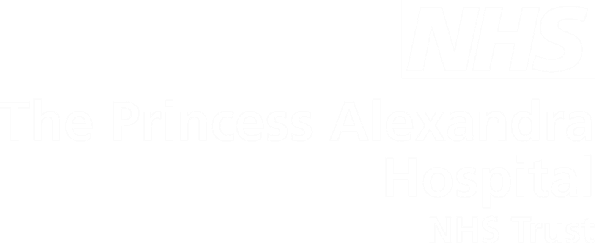 NHS
The Princess Alexandra
Hospital
NHS Trust